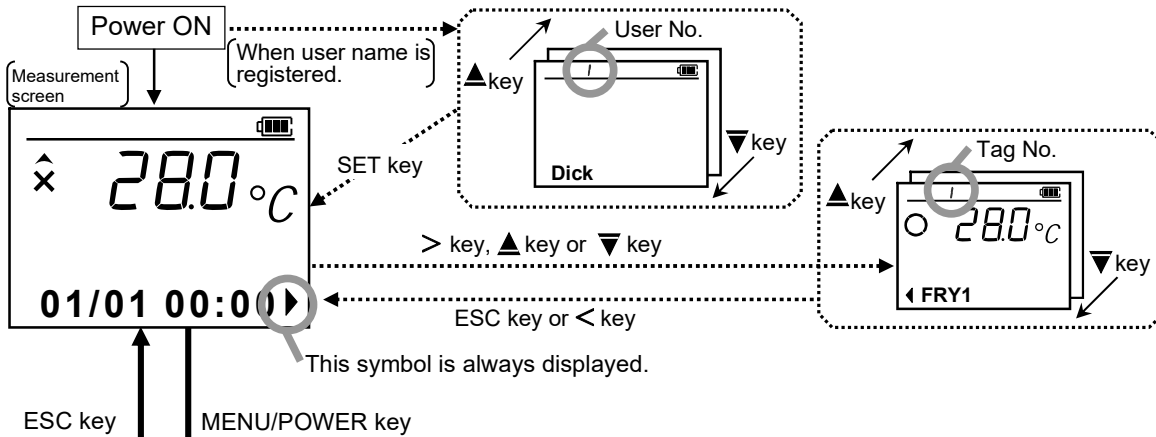 Power ON
When user name is
registered.
User No.
Measurement
screen
▲key
1
Dick
▼key
SET key
28.0 °C
Tag No.
▲key
1
28.0 °C
◀ FRY1
▼key
> key, ▲ key or ▼ key
01/01 00:00 ▶
ESC key or < key
This symbol is always displayed.
ESC key
MENU/POWER key